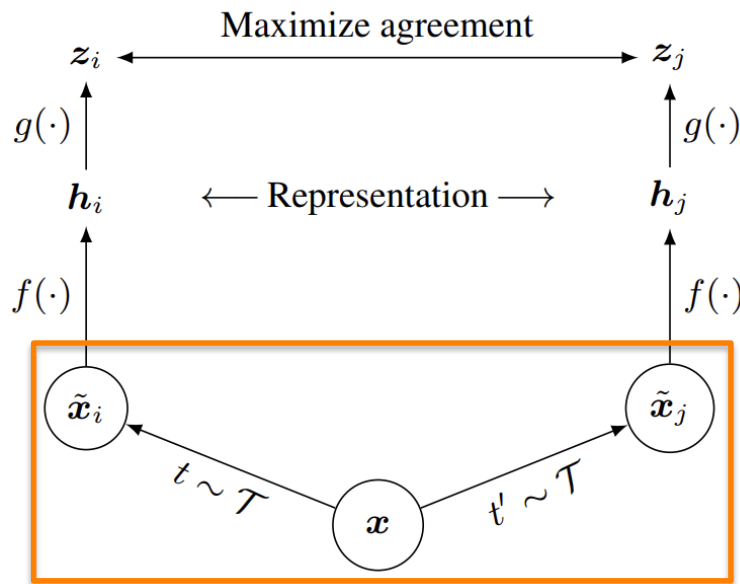 Maximize agreement
z_i z_j
g(·) g(·)
h_i ← Representation → h_j
f(·) f(·)
x̃_i x̃_j
t ∼ 𝒯 t′ ∼ 𝒯
x